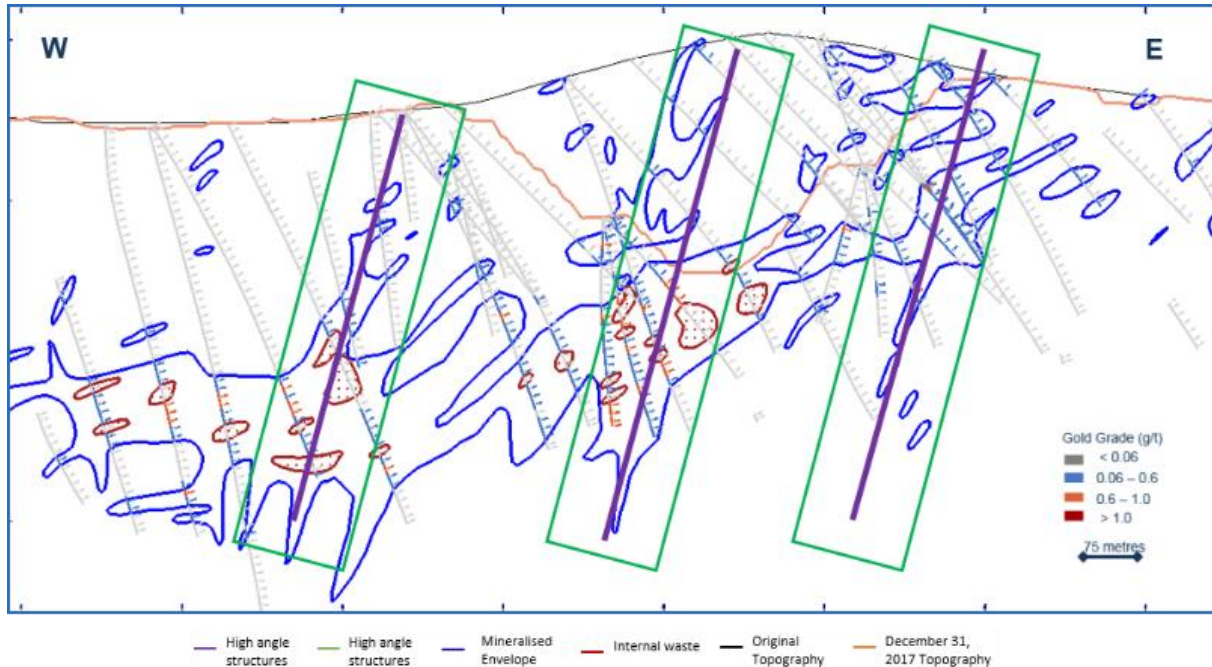 W
E
Gold Grade (g/t)
< 0.06
0.06 – 0.6
0.6 – 1.0
> 1.0
75 metres
High angle structures
High angle structures
Mineralised Envelope
Internal waste
Original Topography
December 31, 2017 Topography